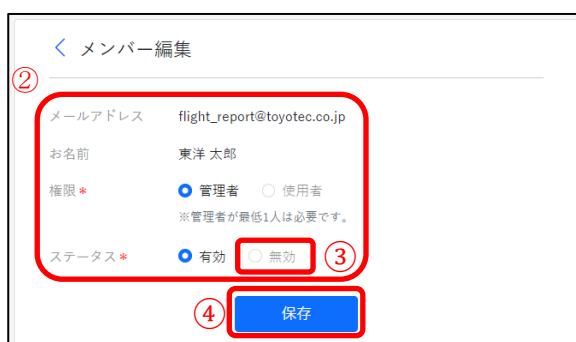 < メンバー編集
②
メールアドレス flight_report@toyotec.co.jp
お名前 東洋 太郎
権限* 管理者 使用者
※管理者が最低1人は必要です。
ステータス* 有効 無効 ③
④ 保存